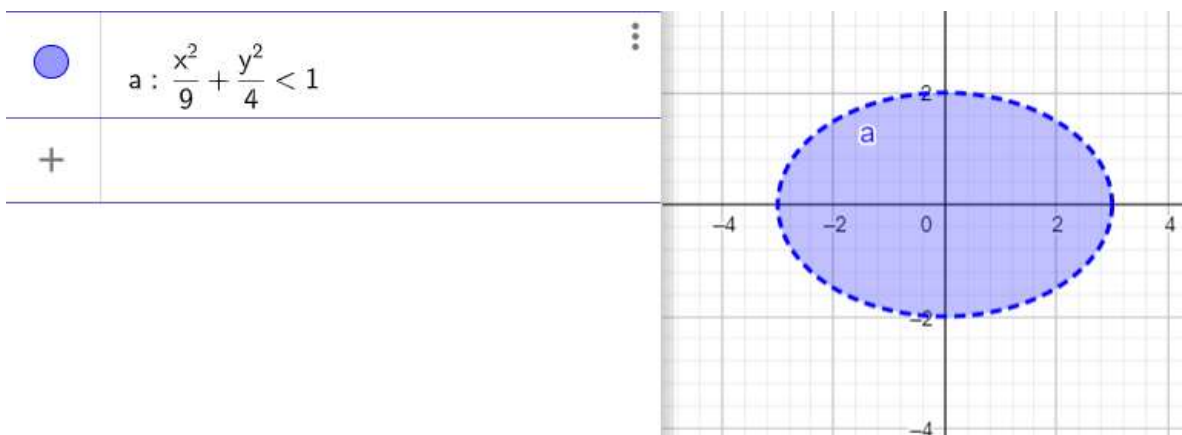 a : x²/9 + y²/4 < 1
+
2
a
–4 –2 0 2 4
–2
–4